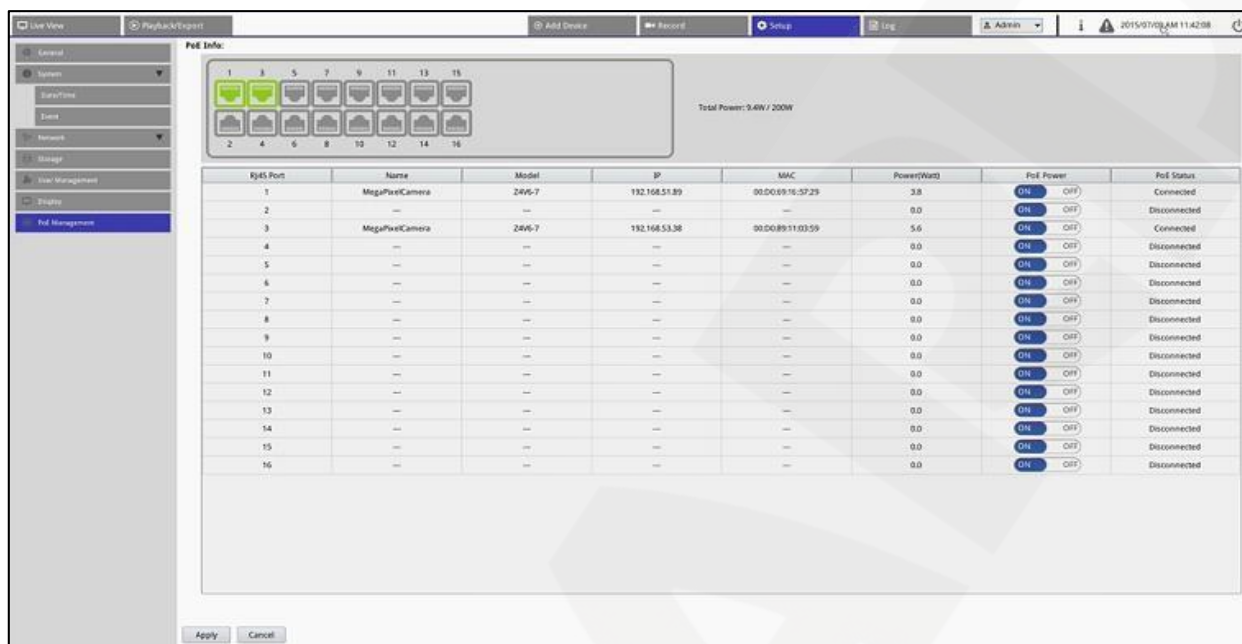 Live View Playback/Export Add Device Record Setup Log Admin i 2015/07/09 AM 11:42:08
General
System
Date/Time
Event
Network
Storage
User Management
Display
PoE Management
PoE Info:
1 3 5 7 9 11 13 15
2 4 6 8 10 12 14 16
Total Power: 9.4W / 200W
RJ45 Port Name Model IP MAC Power(Watt) PoE Power PoE Status
1 MegaPixelCamera Z4V6-7 192.168.51.89 00:D0:69:16:57:29 3.8 ON OFF Connected
2 --- --- --- --- 0.0 ON OFF Disconnected
3 MegaPixelCamera Z4V6-7 192.168.53.38 00:D0:89:11:03:59 5.6 ON OFF Connected
4 --- --- --- --- 0.0 ON OFF Disconnected
5 --- --- --- --- 0.0 ON OFF Disconnected
6 --- --- --- --- 0.0 ON OFF Disconnected
7 --- --- --- --- 0.0 ON OFF Disconnected
8 --- --- --- --- 0.0 ON OFF Disconnected
9 --- --- --- --- 0.0 ON OFF Disconnected
10 --- --- --- --- 0.0 ON OFF Disconnected
11 --- --- --- --- 0.0 ON OFF Disconnected
12 --- --- --- --- 0.0 ON OFF Disconnected
13 --- --- --- --- 0.0 ON OFF Disconnected
14 --- --- --- --- 0.0 ON OFF Disconnected
15 --- --- --- --- 0.0 ON OFF Disconnected
16 --- --- --- --- 0.0 ON OFF Disconnected
Apply Cancel